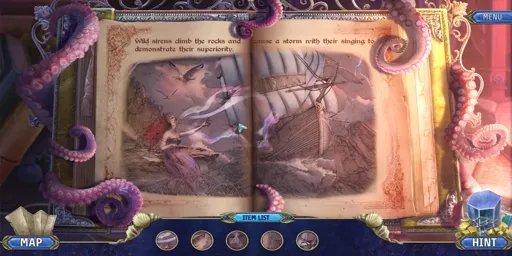 MENU
Wild sirens climb the rocks and cause a storm with their singing to
demonstrate their superiority.
ITEM LIST
MAP
HINT